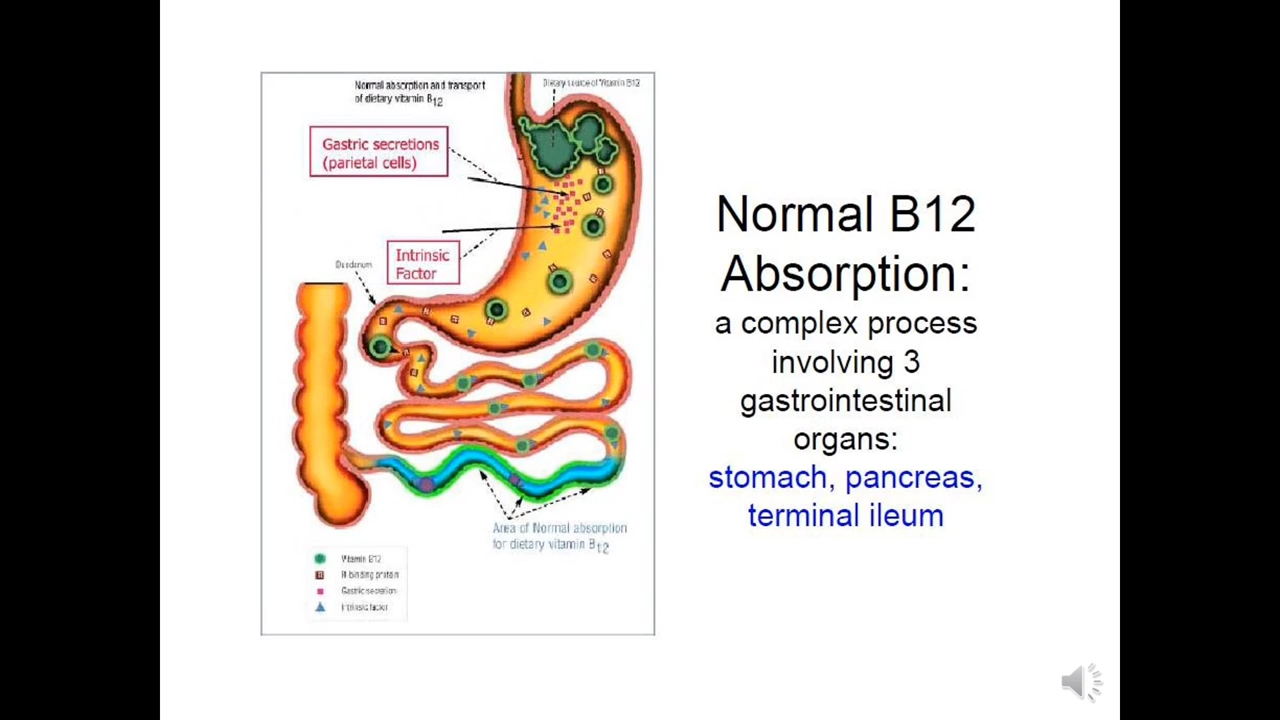 Normal absorption and transport
of dietary vitamin B12
Dietary source of Vitamin B12
Gastric secretions
(parietal cells)
Intrinsic
Factor
Duodenum
Area of Normal absorption
for dietary vitamin B12
Vitamin B12
R-binding protein
Gastric secretion
Intrinsic factor
Normal B12
Absorption:
a complex process
involving 3
gastrointestinal
organs:
stomach, pancreas,
terminal ileum